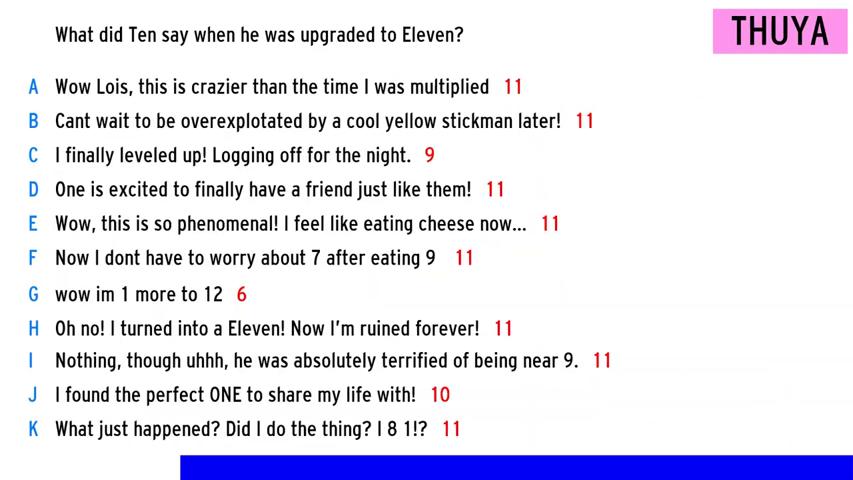 What did Ten say when he was upgraded to Eleven?
THUYA
A Wow Lois, this is crazier than the time I was multiplied 11
B Cant wait to be overexplotated by a cool yellow stickman later! 11
C I finally leveled up! Logging off for the night. 9
D One is excited to finally have a friend just like them! 11
E Wow, this is so phenomenal! I feel like eating cheese now... 11
F Now I dont have to worry about 7 after eating 9 11
G wow im 1 more to 12 6
H Oh no! I turned into a Eleven! Now I'm ruined forever! 11
I Nothing, though uhhh, he was absolutely terrified of being near 9. 11
J I found the perfect ONE to share my life with! 10
K What just happened? Did I do the thing? I 8 1!? 11